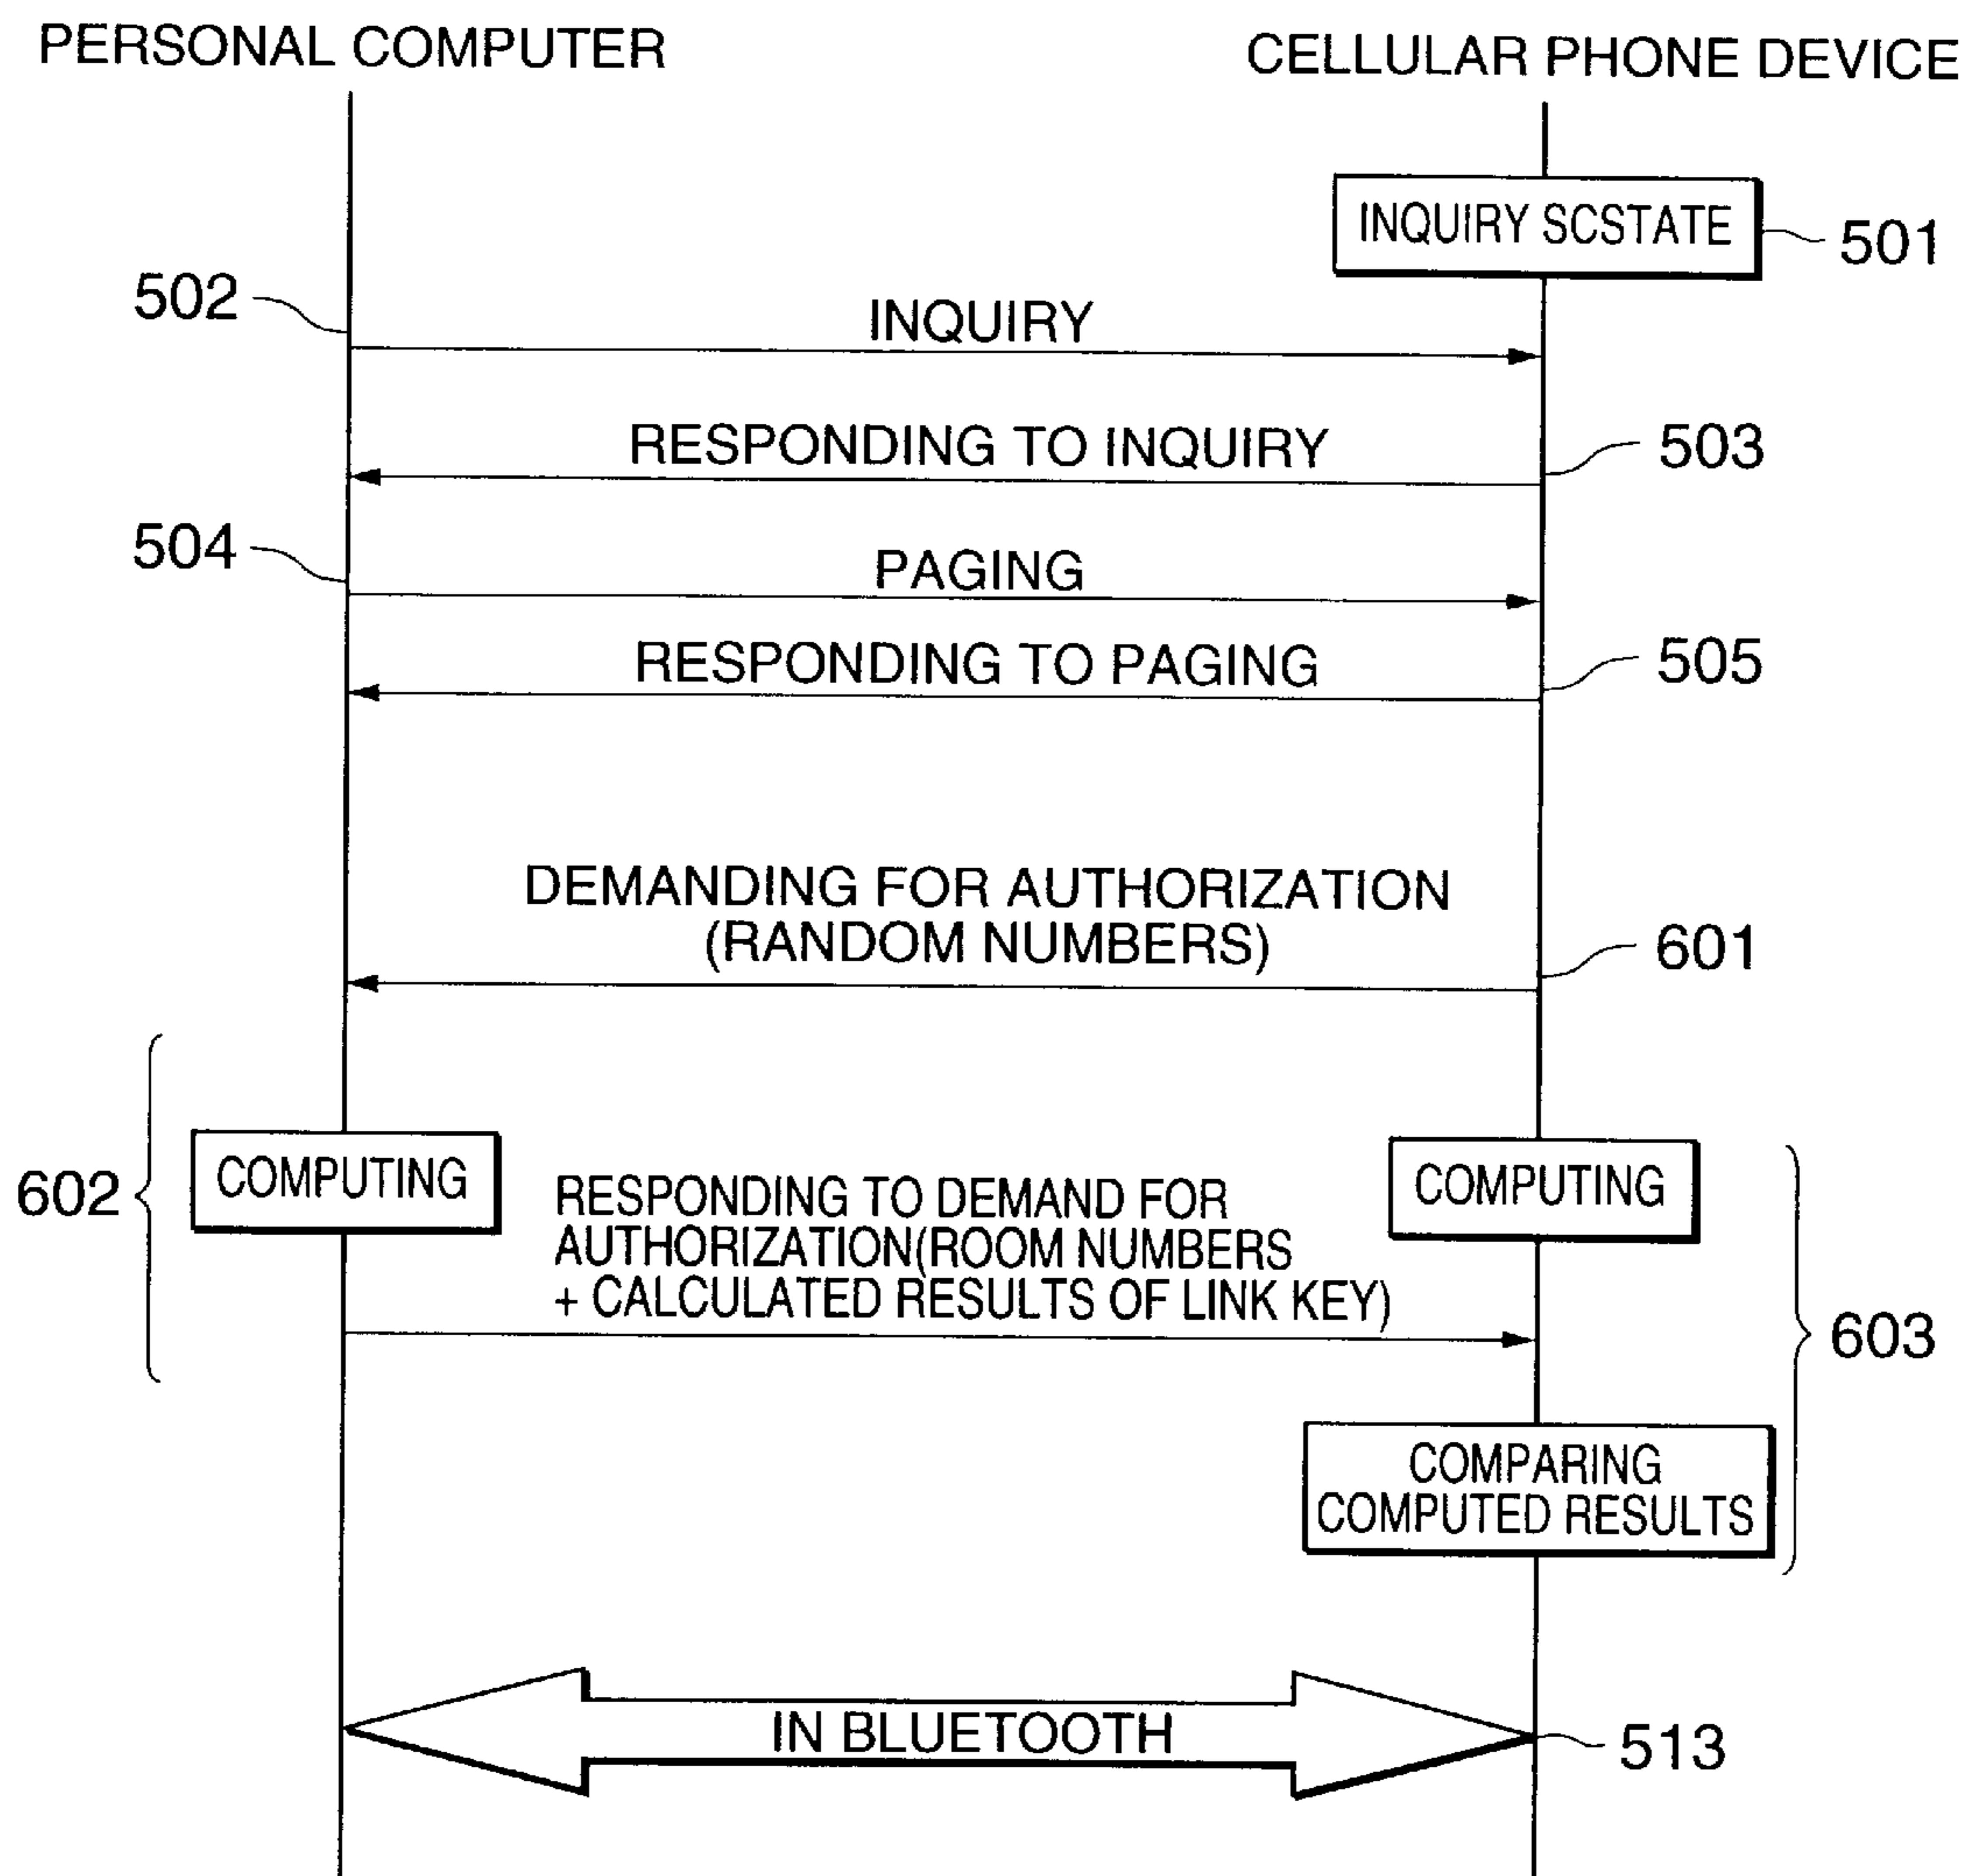 PERSONAL COMPUTER
CELLULAR PHONE DEVICE
INQUIRY SCSTATE
501
502
INQUIRY
RESPONDING TO INQUIRY
503
504
PAGING
RESPONDING TO PAGING
505
DEMANDING FOR AUTHORIZATION
(RANDOM NUMBERS)
601
602
COMPUTING
RESPONDING TO DEMAND FOR
AUTHORIZATION(ROOM NUMBERS
+ CALCULATED RESULTS OF LINK KEY)
COMPUTING
603
COMPARING
COMPUTED RESULTS
IN BLUETOOTH
513